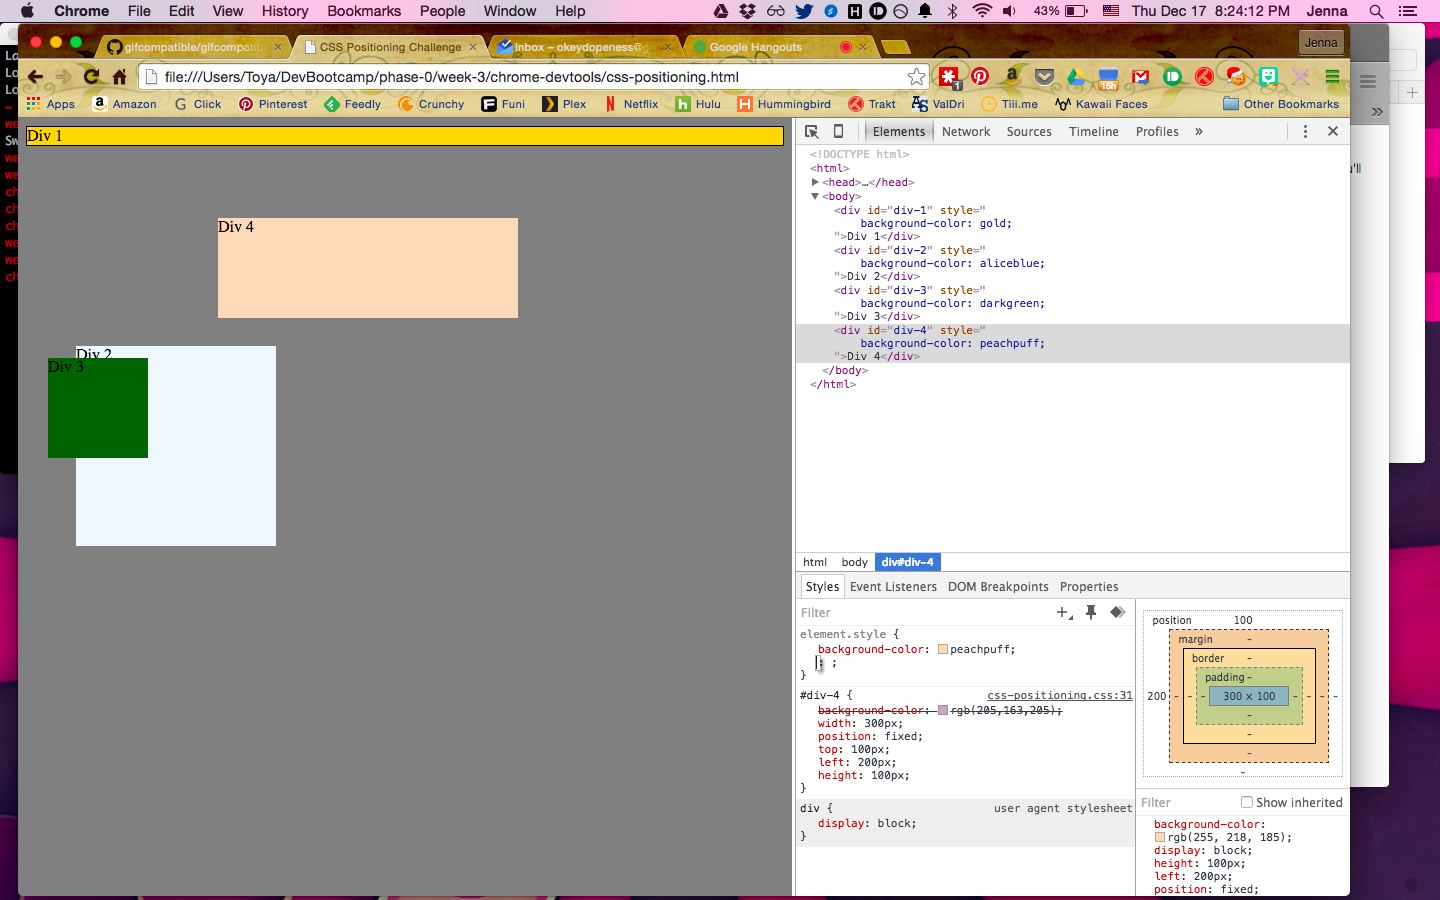 Chrome File Edit View History Bookmarks People Window Help 43% Thu Dec 17 8:24:12 PM Jenna
gifcompatible/gifcompatib CSS Positioning Challenge Inbox – okeydopeness@g Google Hangouts Jenna
file:///Users/Toya/DevBootcamp/phase-0/week-3/chrome-devtools/css-positioning.html
Apps Amazon Click Pinterest Feedly Crunchy Funi Plex Netflix Hulu Hummingbird Trakt ValDri Tiii.me Kawaii Faces Other Bookmarks
Div 1
Div 4
Div 2
Div 3
Elements Network Sources Timeline Profiles »
<!DOCTYPE html>
<html>
<head>…</head>
<body>
<div id="div-1" style="
background-color: gold;
">Div 1</div>
<div id="div-2" style="
background-color: aliceblue;
">Div 2</div>
<div id="div-3" style="
background-color: darkgreen;
">Div 3</div>
<div id="div-4" style="
background-color: peachpuff;
">Div 4</div>
</body>
</html>
html body div#div-4
Styles Event Listeners DOM Breakpoints Properties
Filter
element.style {
background-color: peachpuff;
: ;
}
#div-4 { css-positioning.css:31
background-color: rgb(205,163,205);
width: 300px;
position: fixed;
top: 100px;
left: 200px;
height: 100px;
}
div { user agent stylesheet
display: block;
}
position 100
margin -
border -
padding -
200 - - - 300 × 100 - - - -
-
-
-
-
Filter Show inherited
background-color:
rgb(255, 218, 185);
display: block;
height: 100px;
left: 200px;
position: fixed;